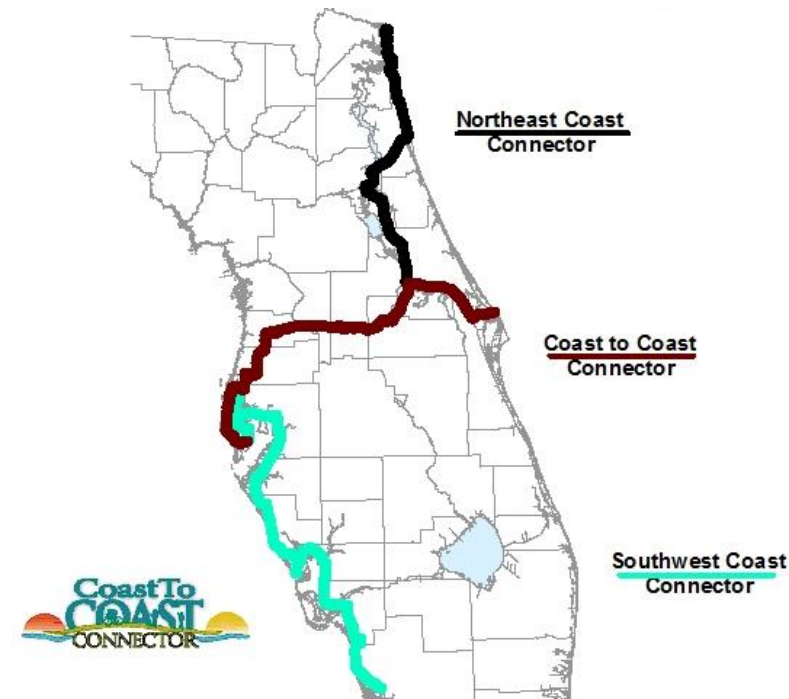 Northeast Coast
Connector
Coast to Coast
Connector
Southwest Coast
Connector
CoastTo
COAST
CONNECTOR